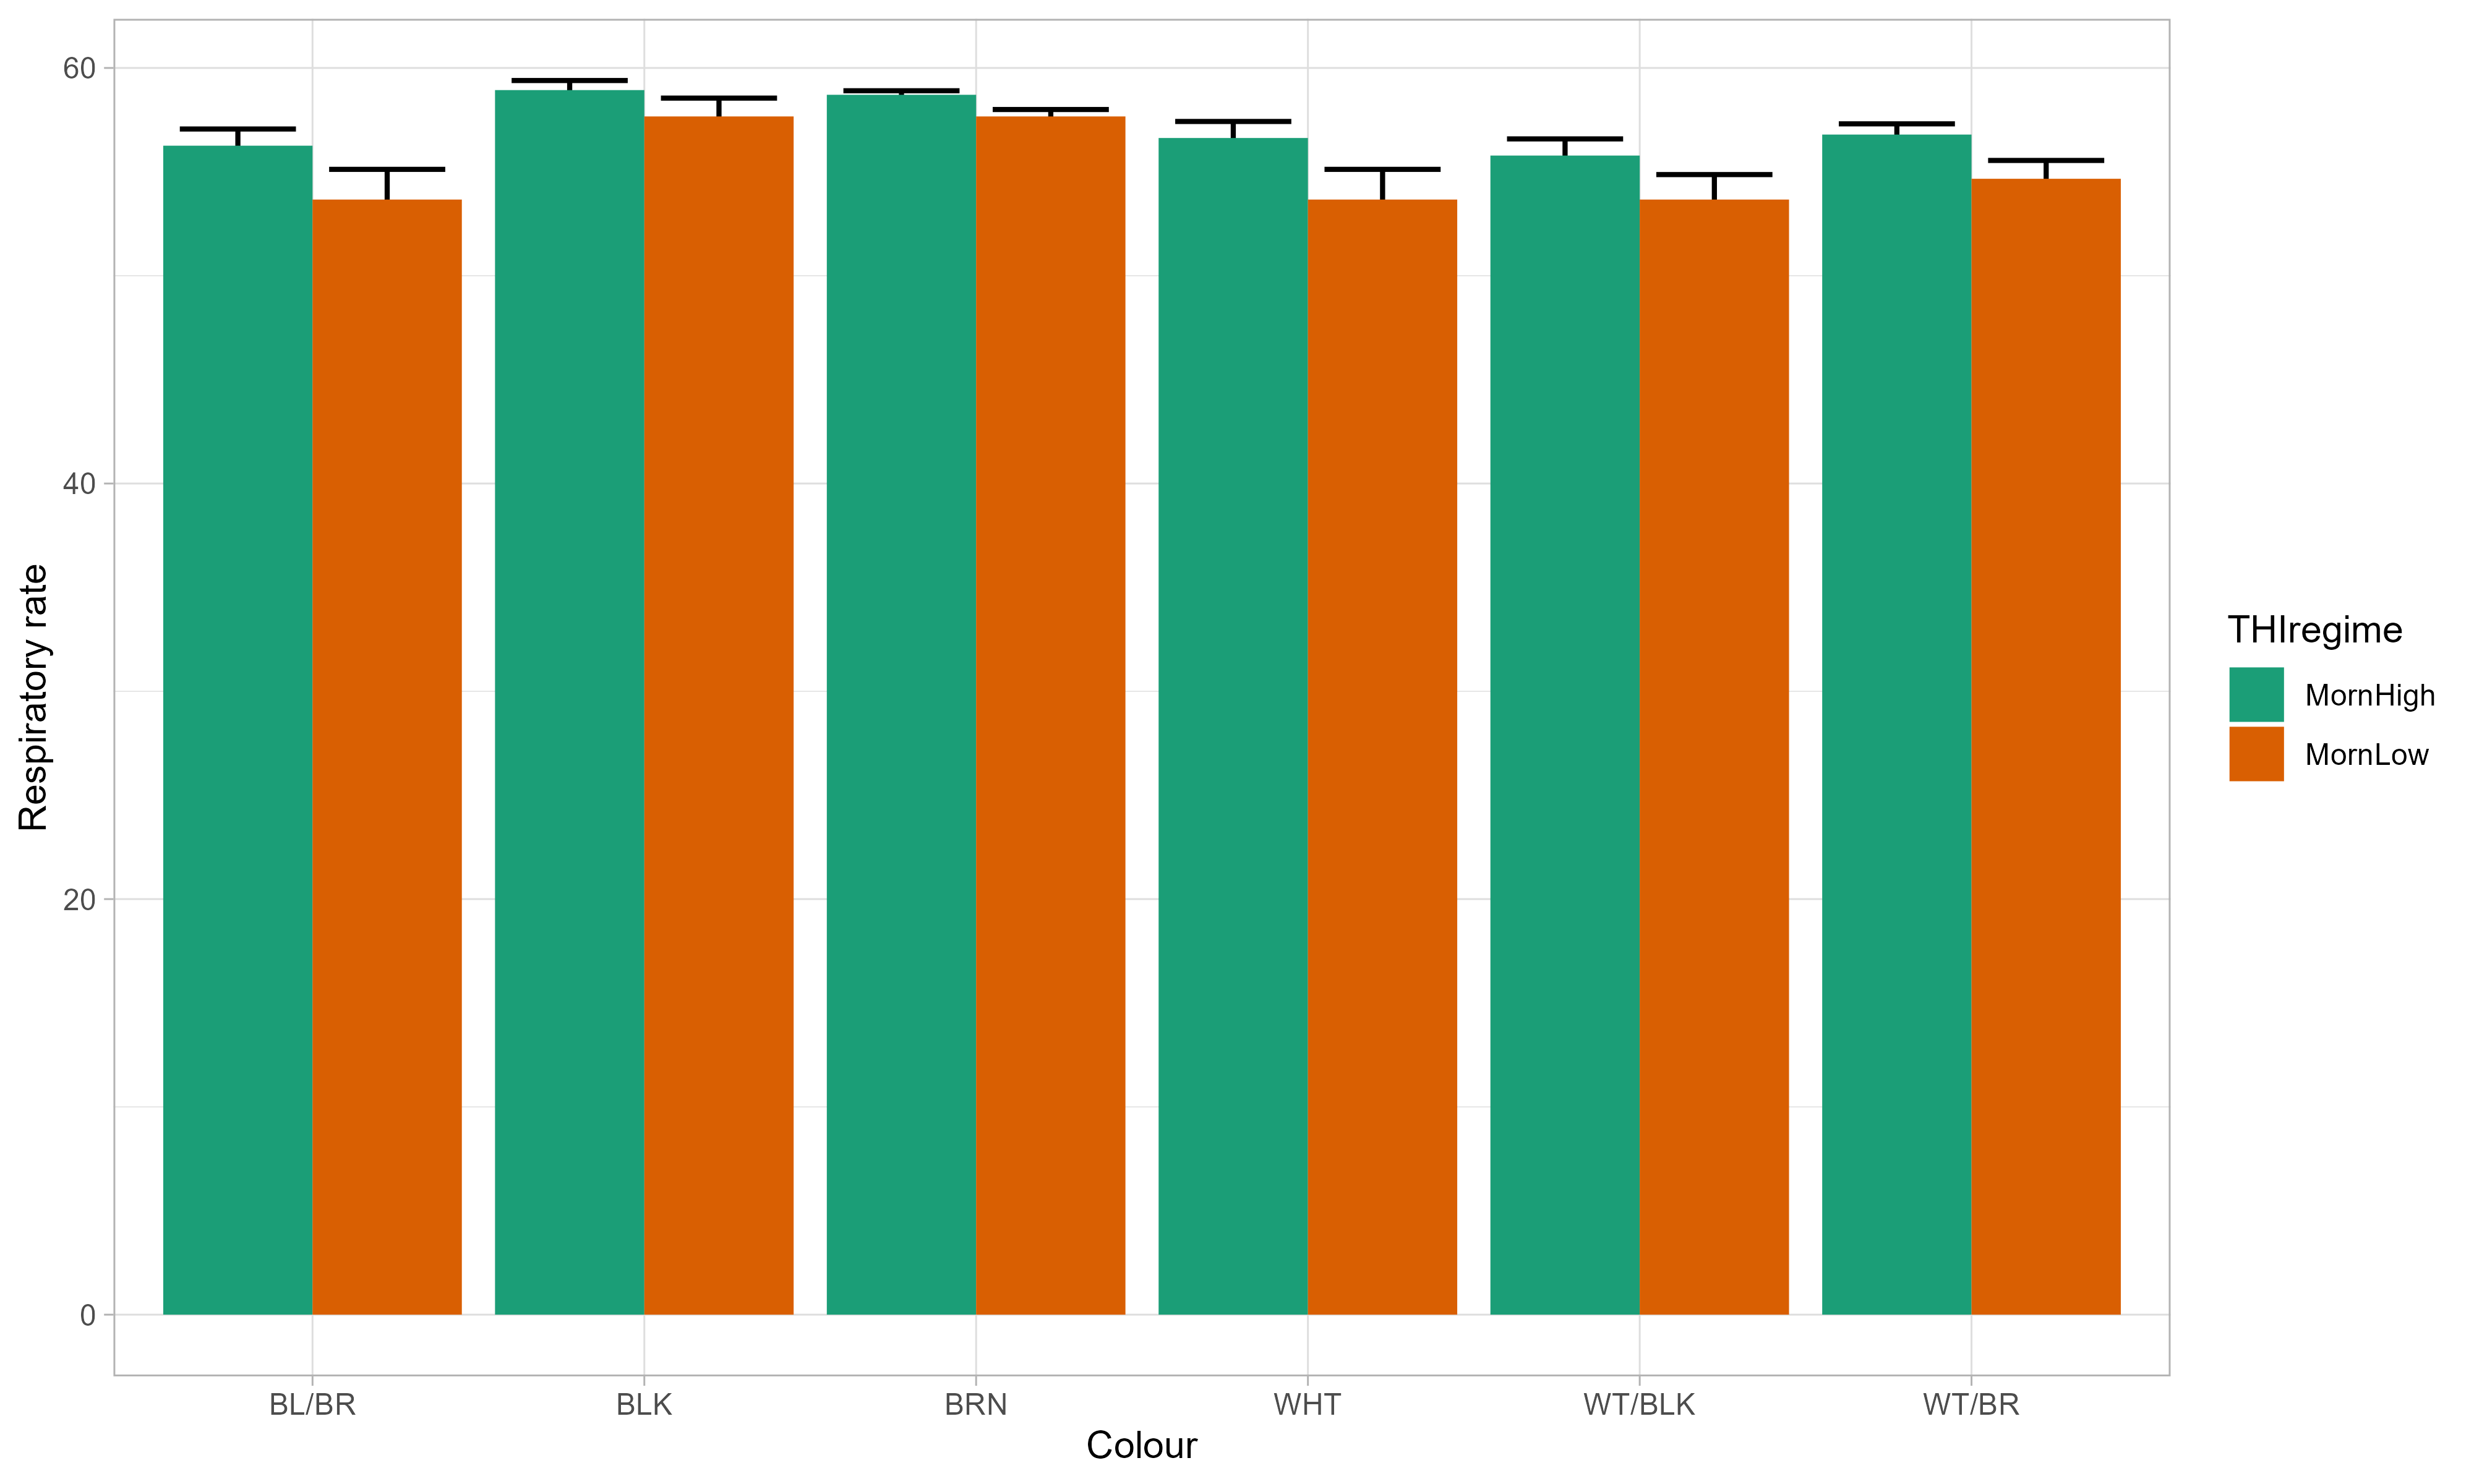 60
40
20
0
Respiratory rate
BL/BR BLK BRN WHT WT/BLK WT/BR
Colour
THIregime
MornHigh
MornLow